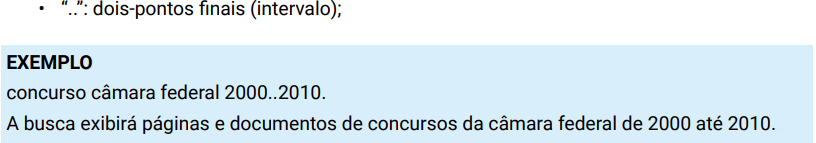 • “..”: dois-pontos finais (intervalo);
EXEMPLO
concurso câmara federal 2000..2010.
A busca exibirá páginas e documentos de concursos da câmara federal de 2000 até 2010.